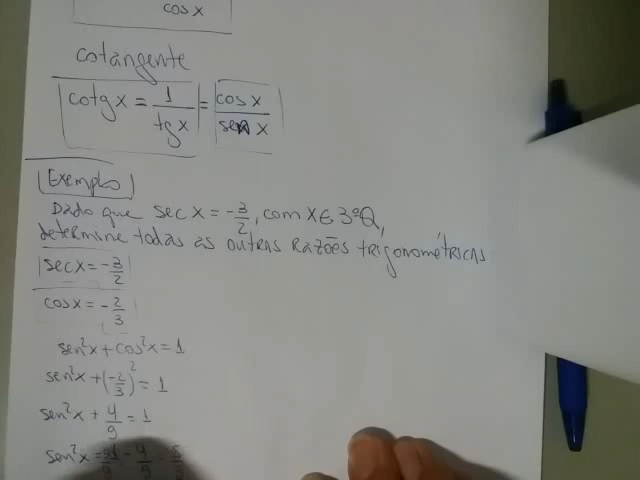 cos x
cotangente
cotg x = 1/tg x = cos x/sen x
Exemplo
Dado que sec x = -3/2, com x ∈ 3ºQ,
determine todas as outras razões trigonométricas
sec x = -3/2
cos x = -2/3
sen²x + cos²x = 1
sen²x + (-2/3)² = 1
sen²x + 4/9 = 1
sen²x =